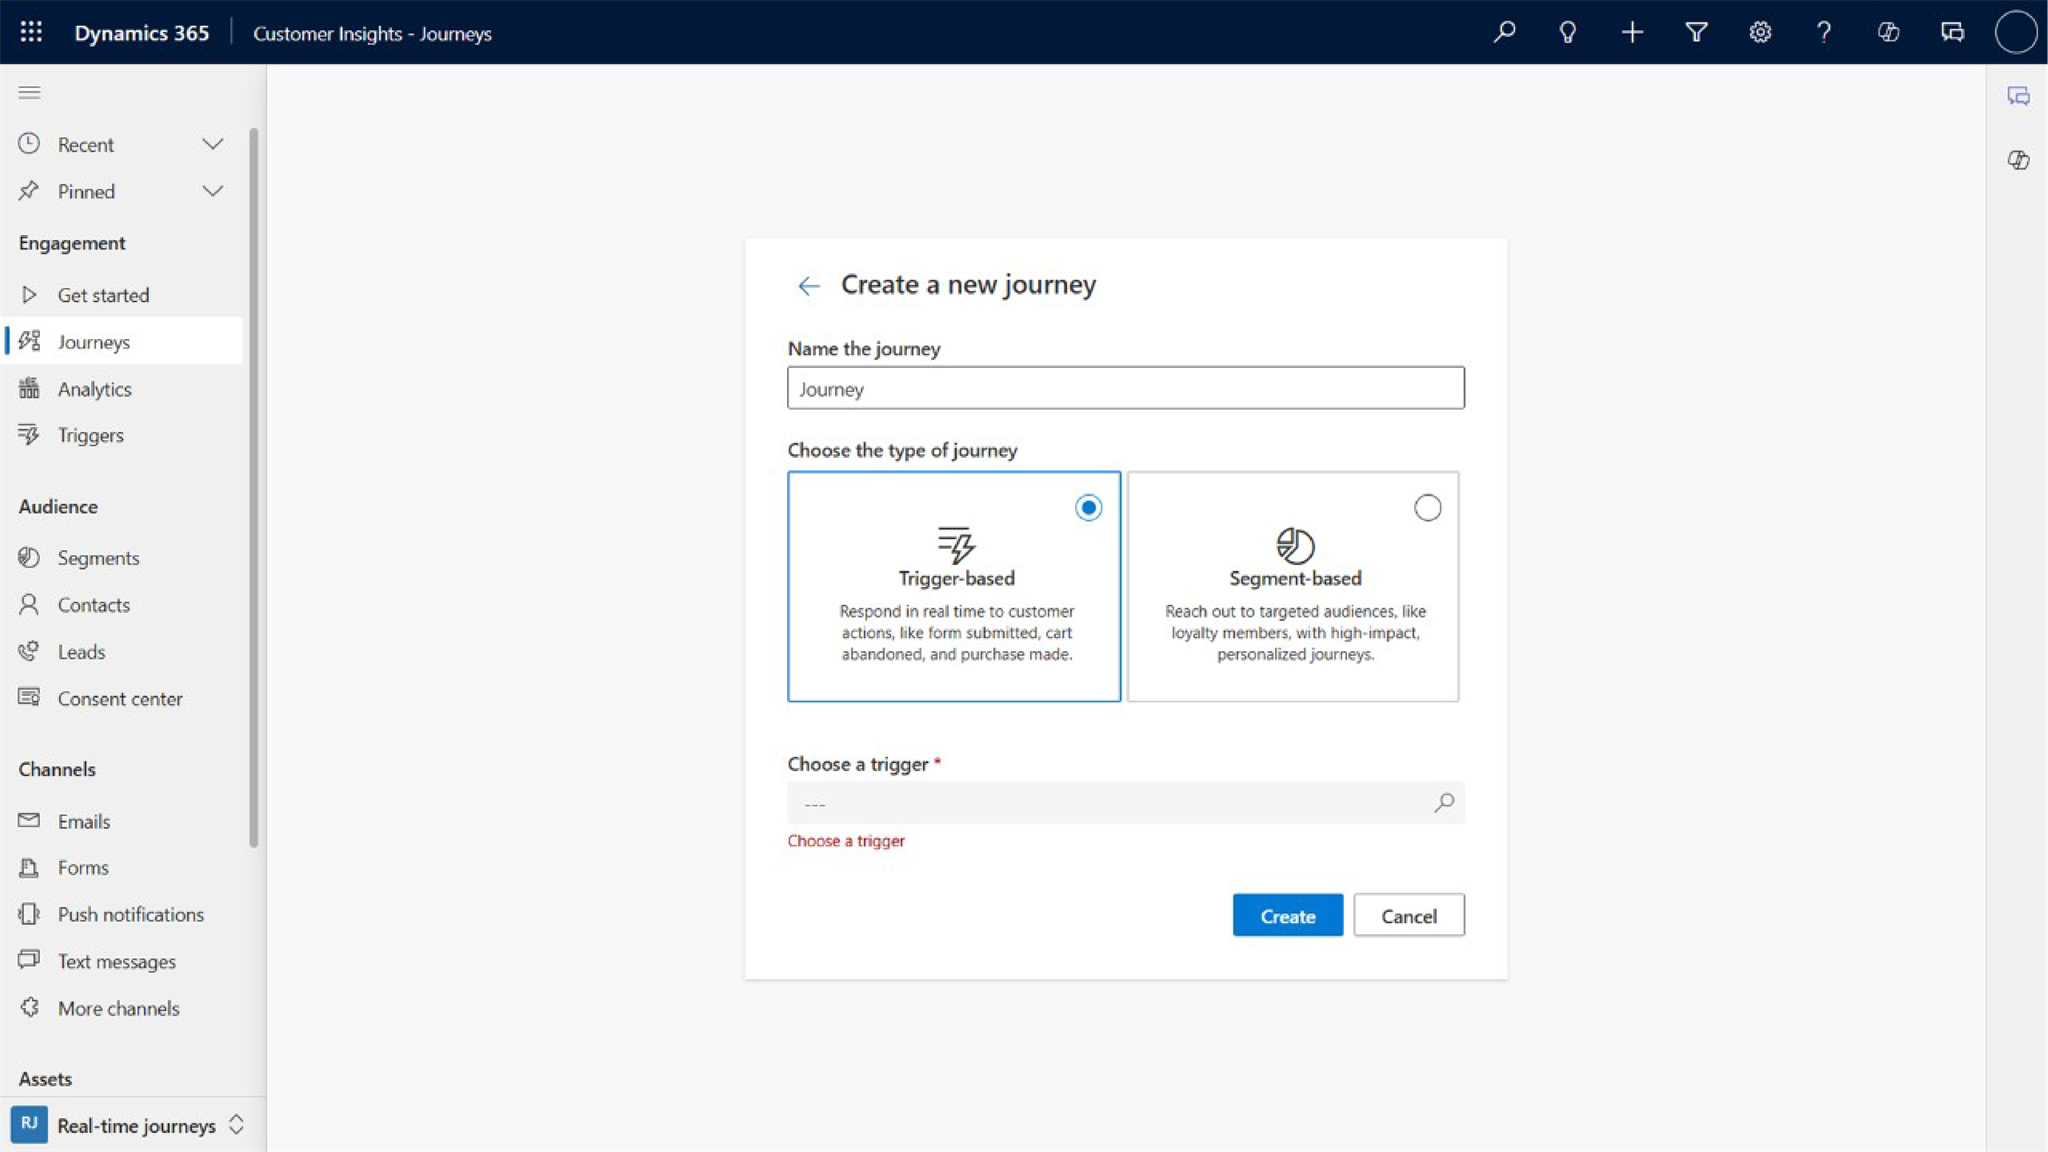 Dynamics 365
Customer Insights - Journeys
Recent
Pinned
Engagement
Get started
Journeys
Analytics
Triggers
Audience
Segments
Contacts
Leads
Consent center
Channels
Emails
Forms
Push notifications
Text messages
More channels
Assets
RJ Real-time journeys
Create a new journey
Name the journey
Journey
Choose the type of journey
Trigger-based
Respond in real time to customer
actions, like form submitted, cart
abandoned, and purchase made.
Segment-based
Reach out to targeted audiences, like
loyalty members, with high-impact,
personalized journeys.
Choose a trigger *
---
Choose a trigger
Create
Cancel